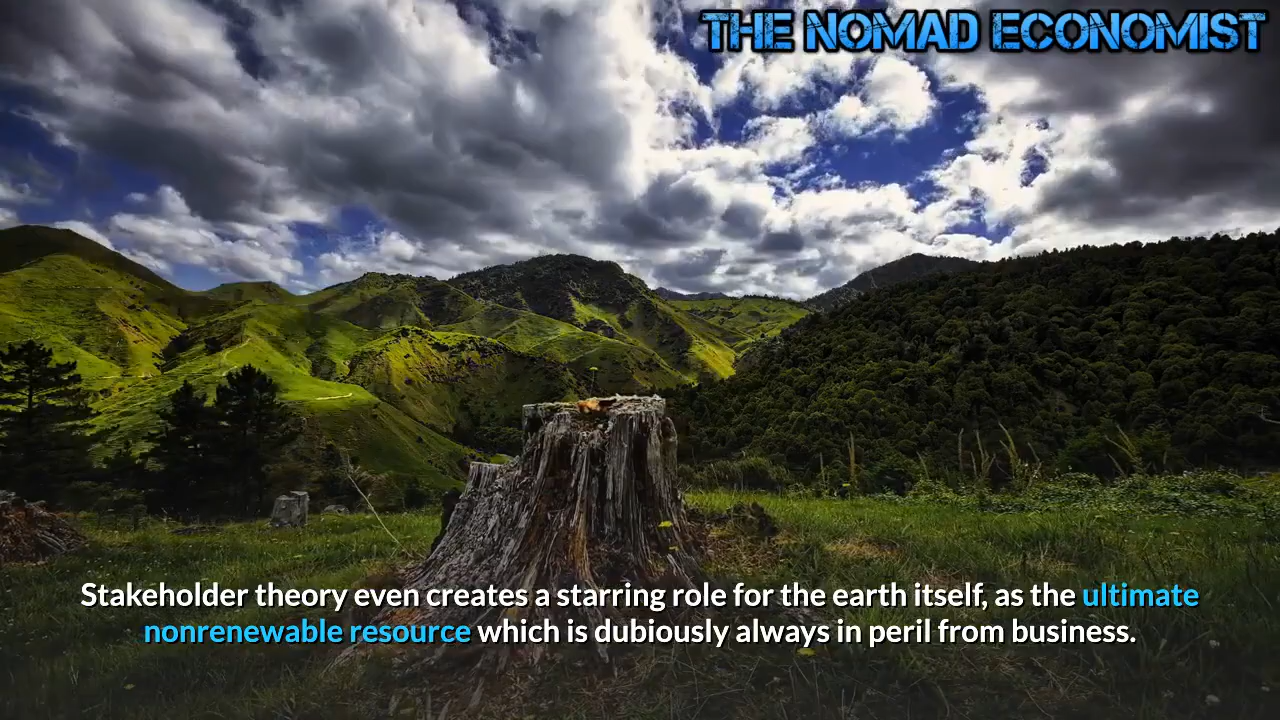 THE NOMAD ECONOMIST
Stakeholder theory even creates a starring role for the earth itself, as the ultimate
nonrenewable resource which is dubiously always in peril from business.